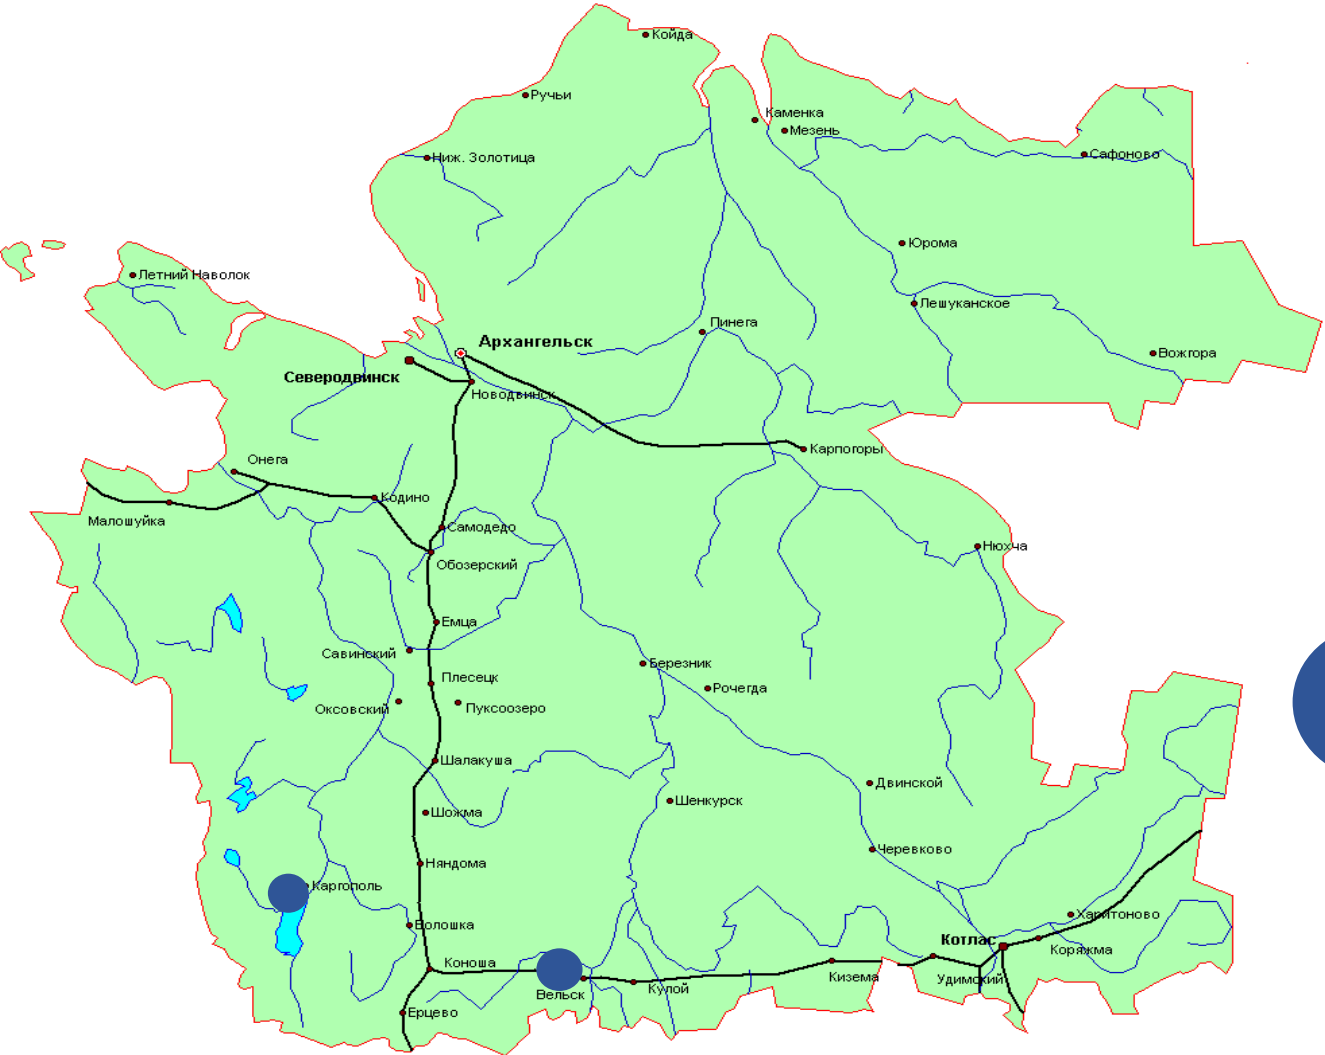 Койда
Ручьи
Каменка
Мезень
Ниж. Золотица
Сафоново
Юрома
Летний Наволок
Лешуканское
Пинега
Архангельск
Вожгора
Северодвинск
Новодвинск
Карпогоры
Онега
Кодино
Малошуйка
Самодедо
Нюхча
Обозерский
Емца
Савинский
Березник
Плесецк
Рочегда
Оксовский
Пуксоозеро
Шалакуша
Двинской
Шенкурск
Шожма
Черевково
Няндома
Каргополь
Харитоново
Волошка
Котлас
Коряжма
Коноша
Кизема
Удимский
Кулой
Вельск
Ерцево